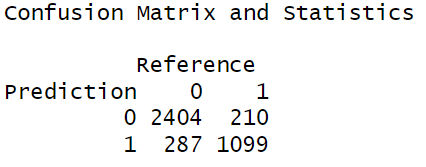 Confusion Matrix and Statistics
Reference
Prediction 0 1
0 2404 210
1 287 1099